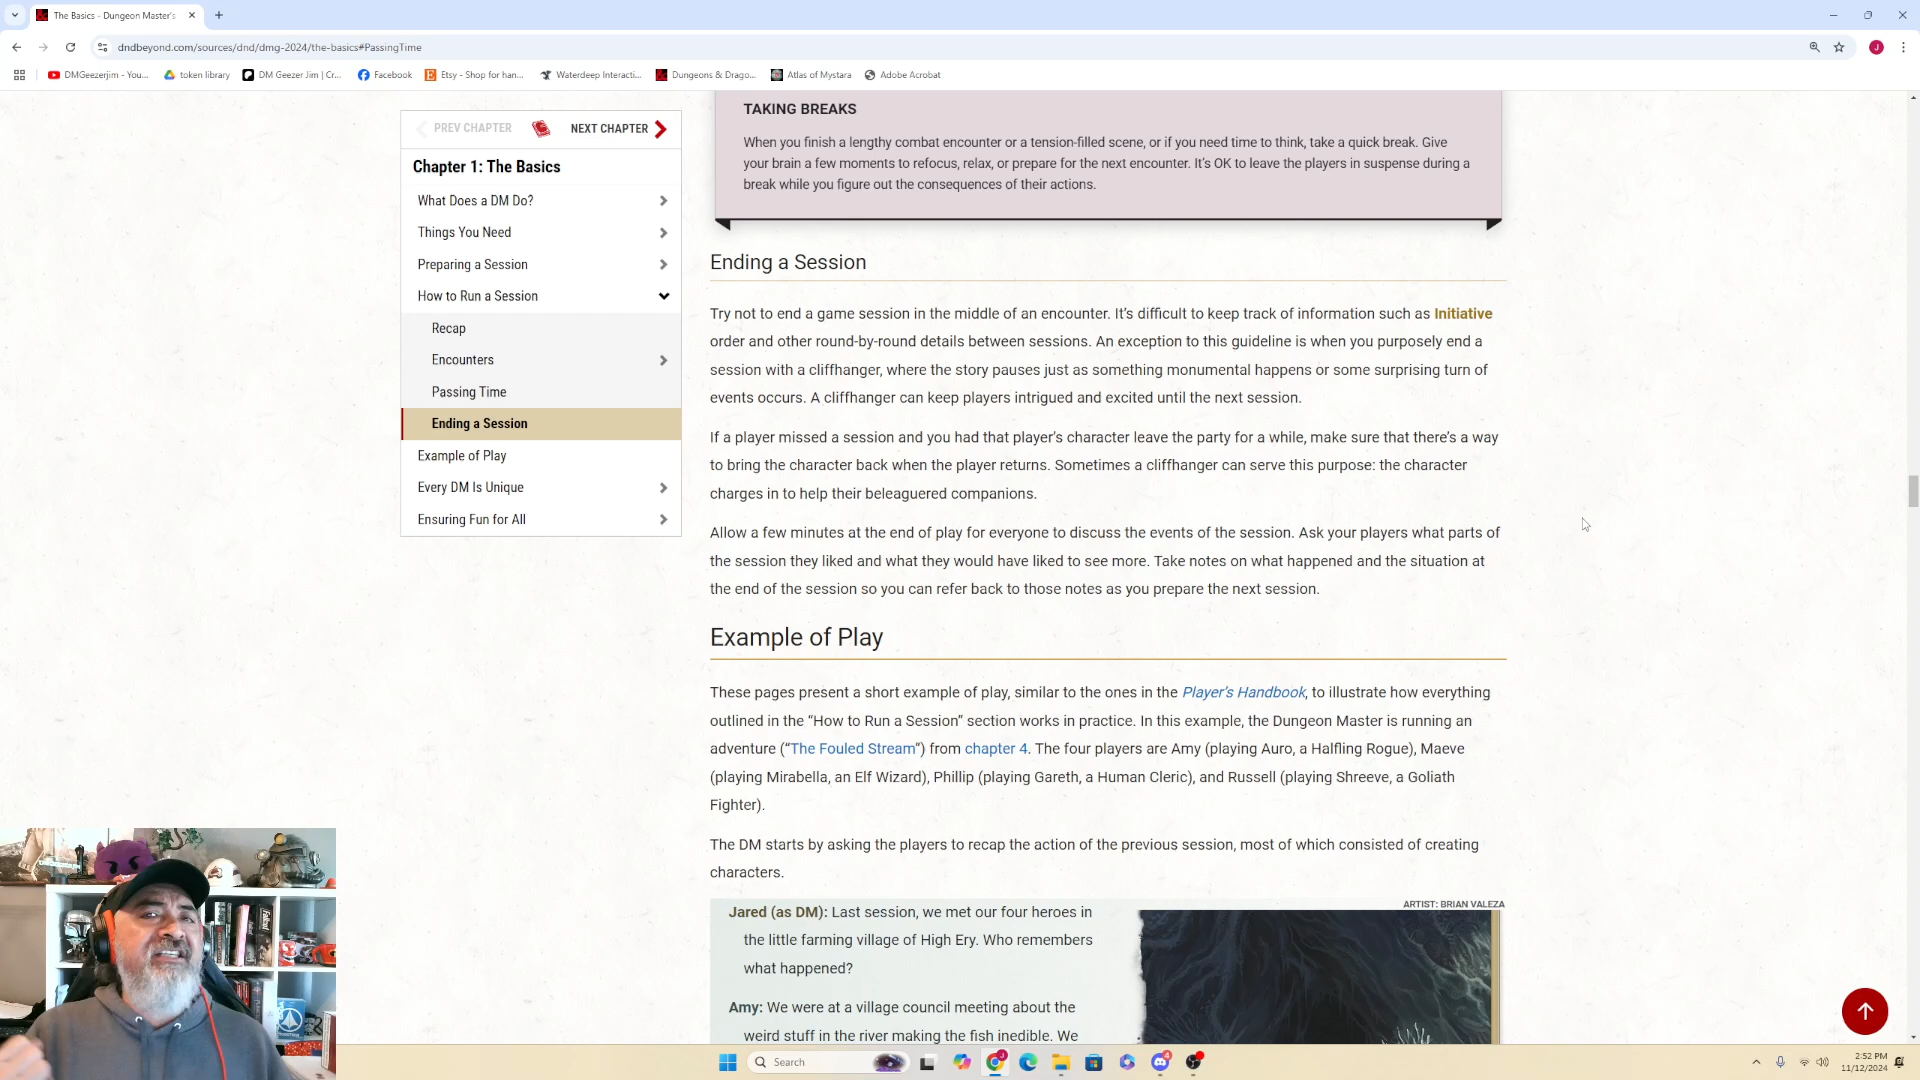 The Basics - Dungeon Master's
dndbeyond.com/sources/dnd/dmg-2024/the-basics#PassingTime
DMGeezerjim - You...
token library
DM Geezer Jim | Cr...
Facebook
Etsy - Shop for han...
Waterdeep Interacti...
Dungeons & Drago...
Atlas of Mystara
Adobe Acrobat
PREV CHAPTER
NEXT CHAPTER
Chapter 1: The Basics
What Does a DM Do?
Things You Need
Preparing a Session
How to Run a Session
Recap
Encounters
Passing Time
Ending a Session
Example of Play
Every DM Is Unique
Ensuring Fun for All
TAKING BREAKS
When you finish a lengthy combat encounter or a tension-filled scene, or if you need time to think, take a quick break. Give
your brain a few moments to refocus, relax, or prepare for the next encounter. It's OK to leave the players in suspense during a
break while you figure out the consequences of their actions.
Ending a Session
Try not to end a game session in the middle of an encounter. It's difficult to keep track of information such as Initiative
order and other round-by-round details between sessions. An exception to this guideline is when you purposely end a
session with a cliffhanger, where the story pauses just as something monumental happens or some surprising turn of
events occurs. A cliffhanger can keep players intrigued and excited until the next session.
If a player missed a session and you had that player's character leave the party for a while, make sure that there's a way
to bring the character back when the player returns. Sometimes a cliffhanger can serve this purpose: the character
charges in to help their beleaguered companions.
Allow a few minutes at the end of play for everyone to discuss the events of the session. Ask your players what parts of
the session they liked and what they would have liked to see more. Take notes on what happened and the situation at
the end of the session so you can refer back to those notes as you prepare the next session.
Example of Play
These pages present a short example of play, similar to the ones in the Player's Handbook, to illustrate how everything
outlined in the “How to Run a Session” section works in practice. In this example, the Dungeon Master is running an
adventure (“The Fouled Stream”) from chapter 4. The four players are Amy (playing Auro, a Halfling Rogue), Maeve
(playing Mirabella, an Elf Wizard), Phillip (playing Gareth, a Human Cleric), and Russell (playing Shreeve, a Goliath
Fighter).
The DM starts by asking the players to recap the action of the previous session, most of which consisted of creating
characters.
ARTIST: BRIAN VALEZA
Jared (as DM): Last session, we met our four heroes in
the little farming village of High Ery. Who remembers
what happened?
Amy: We were at a village council meeting about the
weird stuff in the river making the fish inedible. We
Search
4
2:52 PM
11/12/2024